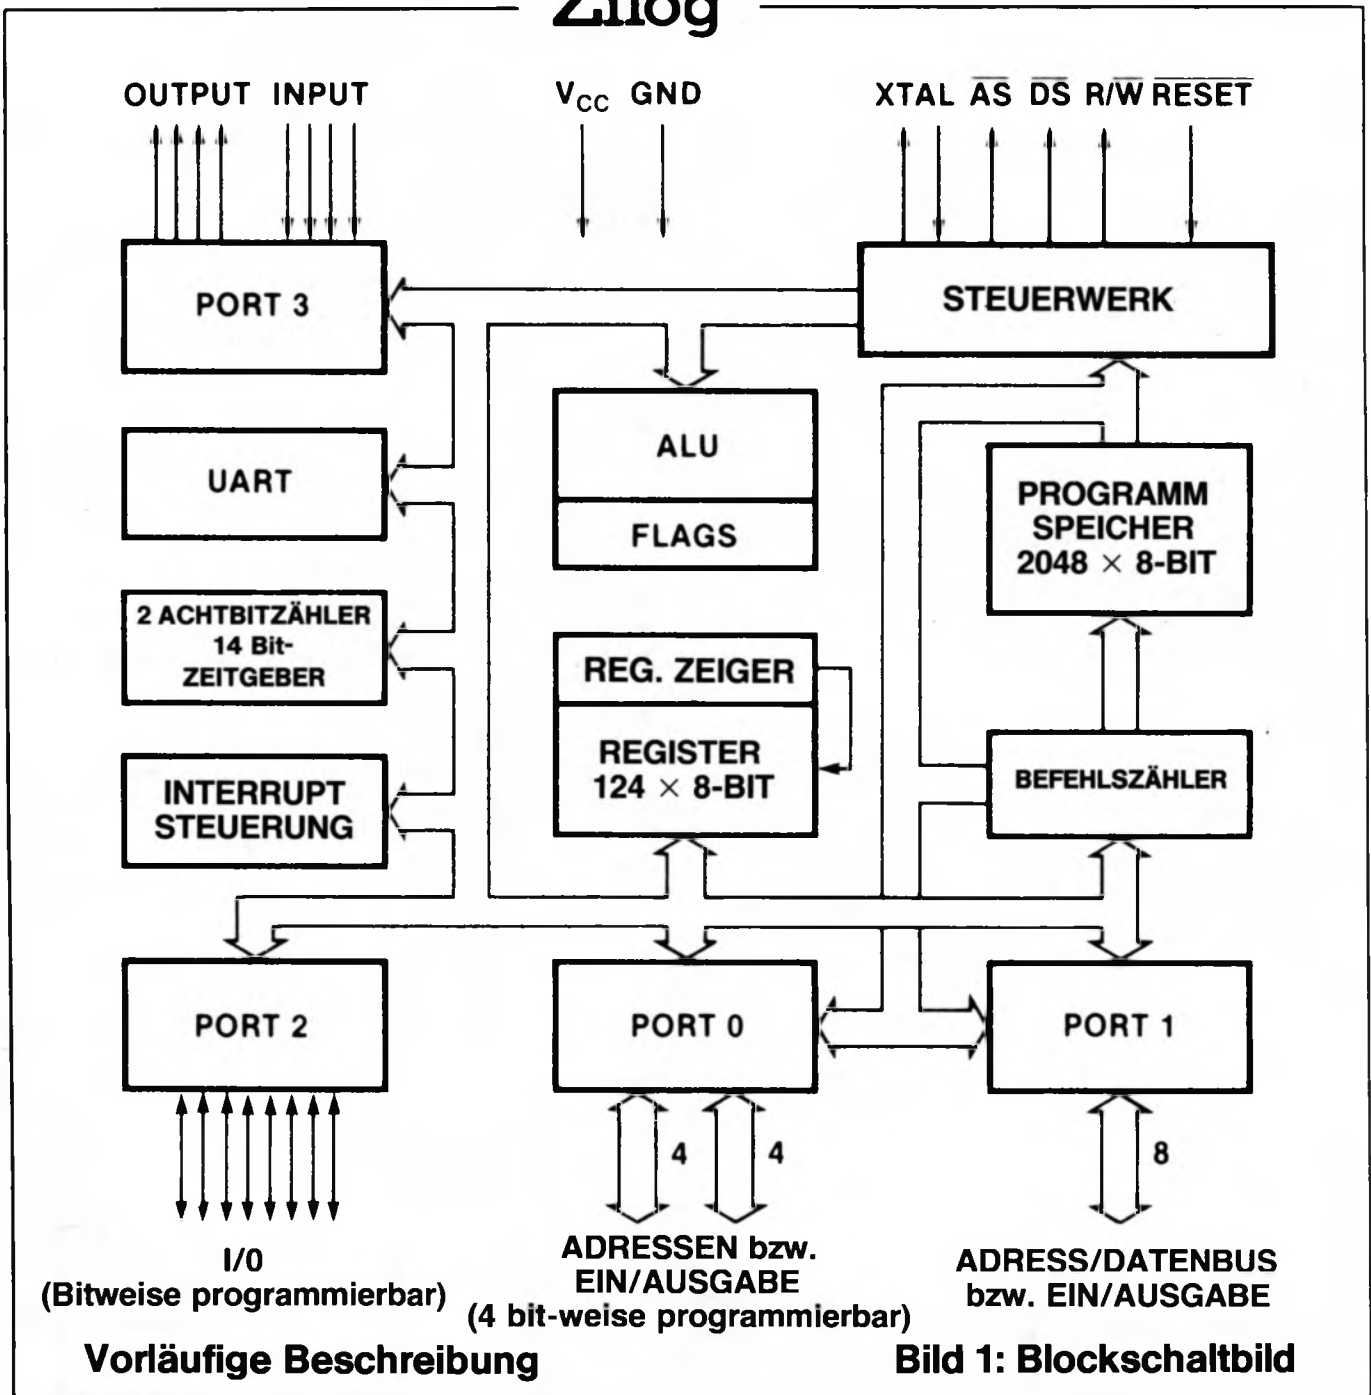 Zilog
OUTPUT INPUT
VCC GND
XTAL AS DS R/W RESET
PORT 3
STEUERWERK
UART
ALU
FLAGS
PROGRAMM
SPEICHER
2048 × 8-BIT
2 ACHTBITZÄHLER
14 Bit-
ZEITGEBER
REG. ZEIGER
REGISTER
124 × 8-BIT
INTERRUPT
STEUERUNG
BEFEHLSZÄHLER
PORT 2
PORT 0
PORT 1
4
4
8
I/0
(Bitweise programmierbar)
ADRESSEN bzw.
EIN/AUSGABE
(4 bit-weise programmierbar)
ADRESS/DATENBUS
bzw. EIN/AUSGABE
Vorläufige Beschreibung
Bild 1: Blockschaltbild